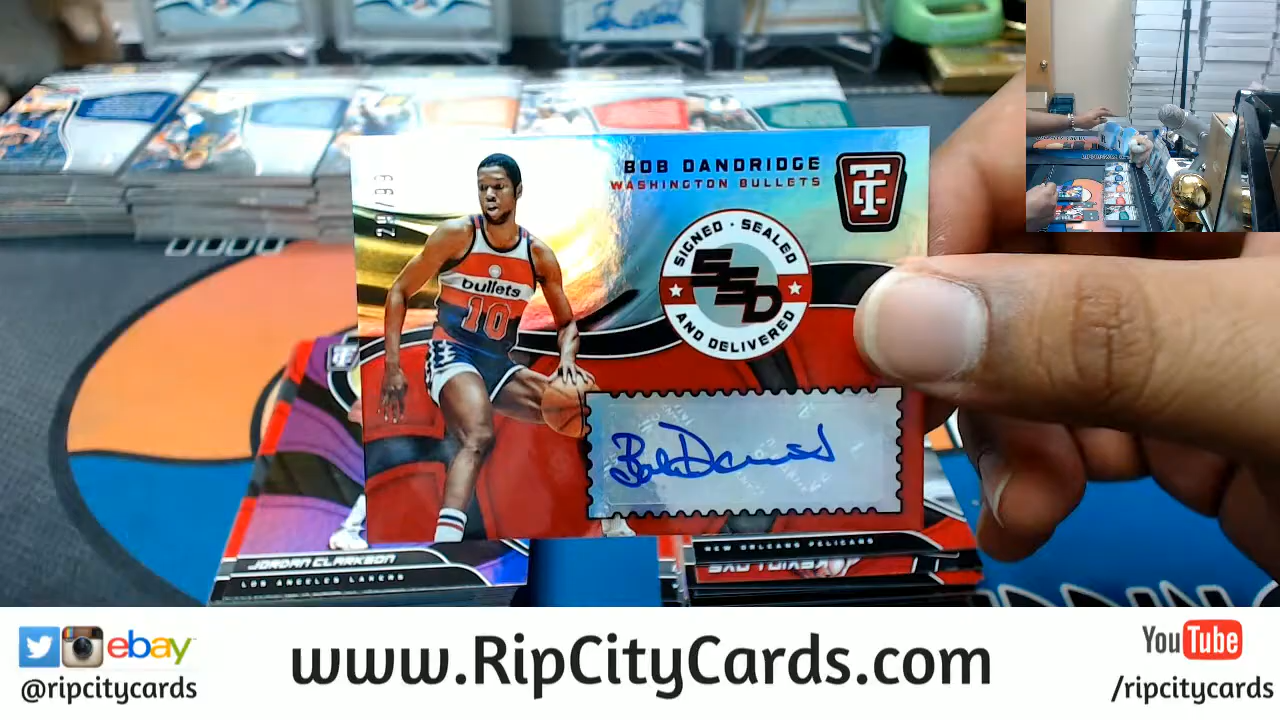 BOB DANDRIDGE
WASHINGTON BULLETS
SIGNED · SEALED
SSD
AND DELIVERED
bullets
10
JORDAN CLARKSON
LOS ANGELES LAKERS
NEW ORLEANS PELICANS
ebay
@ripcitycards
www.RipCityCards.com
YouTube
/ripcitycards